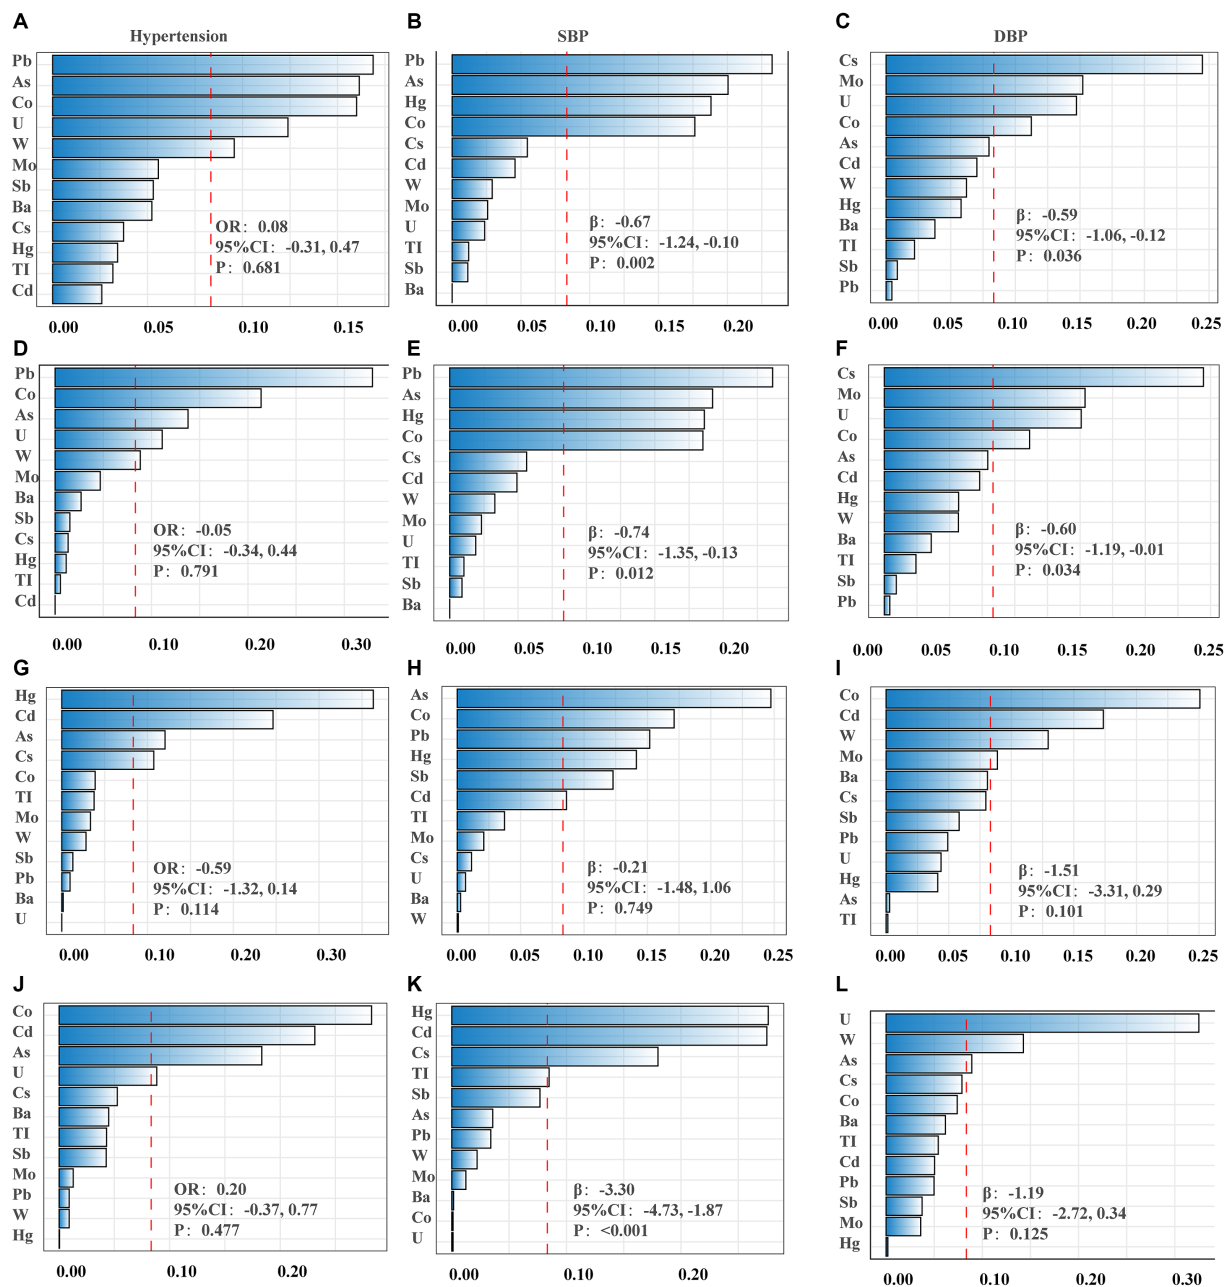 A
Hypertension
Pb
As
Co
U
W
Mo
Sb
Ba
Cs
Hg
TI
Cd
OR: 0.08
95%CI: -0.31, 0.47
P: 0.681
0.00 0.05 0.10 0.15
B
SBP
Pb
As
Hg
Co
Cs
Cd
W
Mo
U
TI
Sb
Ba
β: -0.67
95%CI: -1.24, -0.10
P: 0.002
0.00 0.05 0.10 0.15 0.20
C
DBP
Cs
Mo
U
Co
As
Cd
W
Hg
Ba
TI
Sb
Pb
β: -0.59
95%CI: -1.06, -0.12
P: 0.036
0.00 0.05 0.10 0.15 0.20 0.25
D
Pb
Co
As
U
W
Mo
Ba
Sb
Cs
Hg
TI
Cd
OR: -0.05
95%CI: -0.34, 0.44
P: 0.791
0.00 0.10 0.20 0.30
E
Pb
As
Hg
Co
Cs
Cd
W
Mo
U
TI
Sb
Ba
β: -0.74
95%CI: -1.35, -0.13
P: 0.012
0.00 0.05 0.10 0.15 0.20
F
Cs
Mo
U
Co
As
Cd
Hg
W
Ba
TI
Sb
Pb
β: -0.60
95%CI: -1.19, -0.01
P: 0.034
0.00 0.05 0.10 0.15 0.20 0.25
G
Hg
Cd
As
Cs
Co
TI
Mo
W
Sb
Pb
Ba
U
OR: -0.59
95%CI: -1.32, 0.14
P: 0.114
0.00 0.10 0.20 0.30
H
As
Co
Pb
Hg
Sb
Cd
TI
Mo
Cs
U
Ba
W
β: -0.21
95%CI: -1.48, 1.06
P: 0.749
0.00 0.05 0.10 0.15 0.20 0.25
I
Co
Cd
W
Mo
Ba
Cs
Sb
Pb
U
Hg
As
TI
β: -1.51
95%CI: -3.31, 0.29
P: 0.101
0.00 0.05 0.10 0.15 0.20 0.25
J
Co
Cd
As
U
Cs
Ba
TI
Sb
Mo
Pb
W
Hg
OR: 0.20
95%CI: -0.37, 0.77
P: 0.477
0.00 0.10 0.20
K
Hg
Cd
Cs
TI
Sb
As
Pb
W
Mo
Ba
Co
U
β: -3.30
95%CI: -4.73, -1.87
P: <0.001
0.00 0.10 0.20
L
U
W
As
Cs
Co
Ba
TI
Cd
Pb
Sb
Mo
Hg
β: -1.19
95%CI: -2.72, 0.34
P: 0.125
0.00 0.10 0.20 0.30